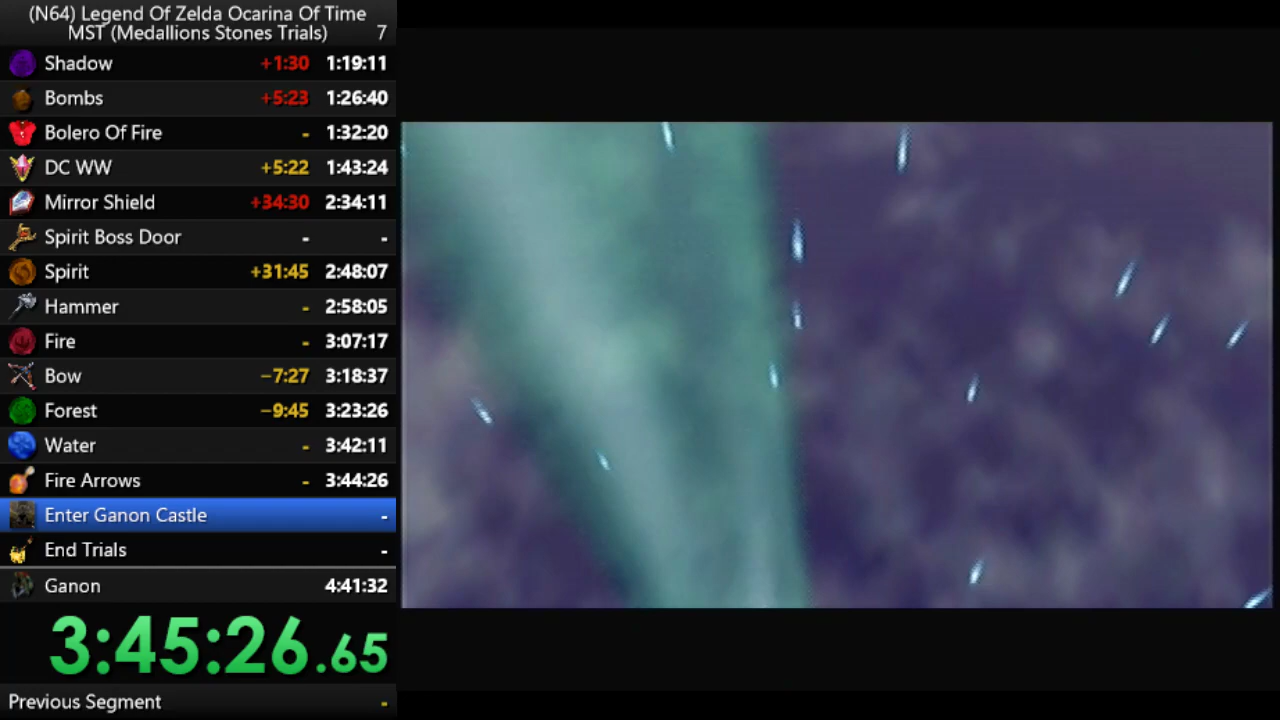 (N64) Legend Of Zelda Ocarina Of Time
MST (Medallions Stones Trials) 7
Shadow +1:30 1:19:11
Bombs +5:23 1:26:40
Bolero Of Fire - 1:32:20
DC WW +5:22 1:43:24
Mirror Shield +34:30 2:34:11
Spirit Boss Door - -
Spirit +31:45 2:48:07
Hammer - 2:58:05
Fire - 3:07:17
Bow −7:27 3:18:37
Forest −9:45 3:23:26
Water - 3:42:11
Fire Arrows - 3:44:26
Enter Ganon Castle -
End Trials -
Ganon 4:41:32
3:45:26.65
Previous Segment -